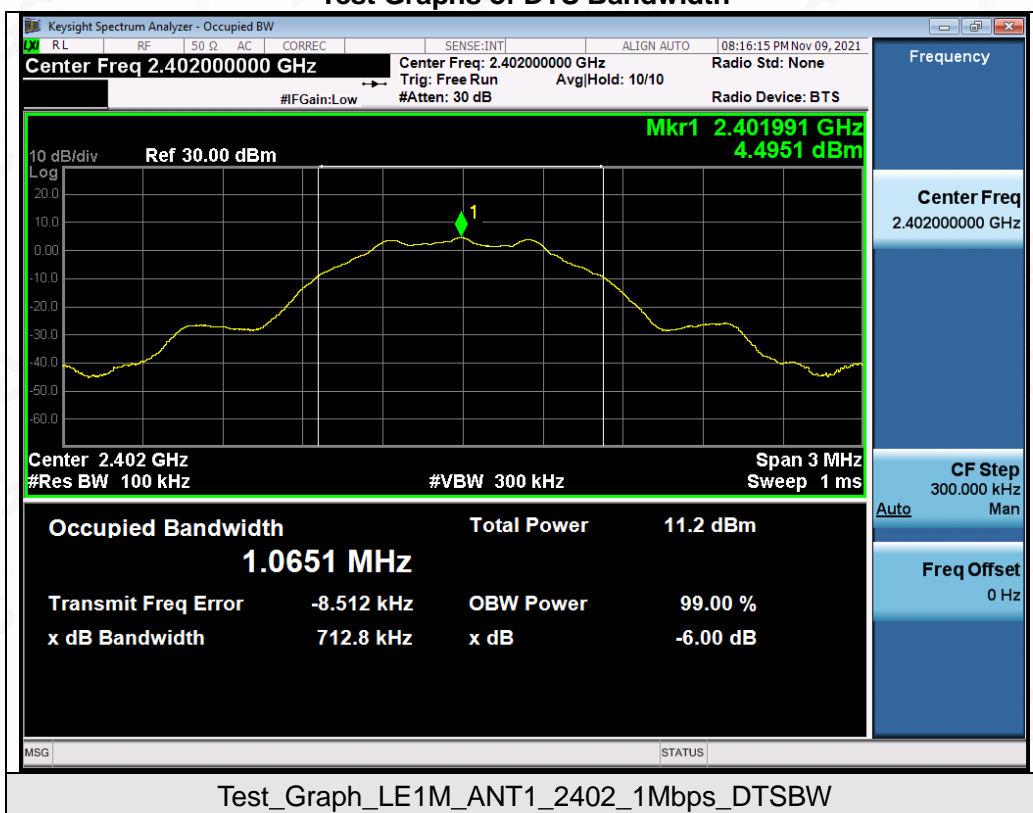 Test Graphs of DTS Bandwidth
Keysight Spectrum Analyzer - Occupied BW
LXI RL RF 50 Ω AC CORREC SENSE:INT ALIGN AUTO 08:16:15 PM Nov 09, 2021
Center Freq 2.402000000 GHz
Center Freq: 2.402000000 GHz
Radio Std: None
Trig: Free Run Avg|Hold: 10/10
#IFGain:Low #Atten: 30 dB Radio Device: BTS
Frequency
Mkr1 2.401991 GHz
4.4951 dBm
10 dB/div Ref 30.00 dBm
Log
20.0
10.0
0.00
-10.0
-20.0
-30.0
-40.0
-50.0
-60.0
1
Center 2.402 GHz Span 3 MHz
#Res BW 100 kHz #VBW 300 kHz Sweep 1 ms
Center Freq
2.402000000 GHz
CF Step
300.000 kHz
Auto Man
Freq Offset
0 Hz
Occupied Bandwidth Total Power 11.2 dBm
1.0651 MHz
Transmit Freq Error -8.512 kHz OBW Power 99.00 %
x dB Bandwidth 712.8 kHz x dB -6.00 dB
MSG STATUS
Test_Graph_LE1M_ANT1_2402_1Mbps_DTSBW